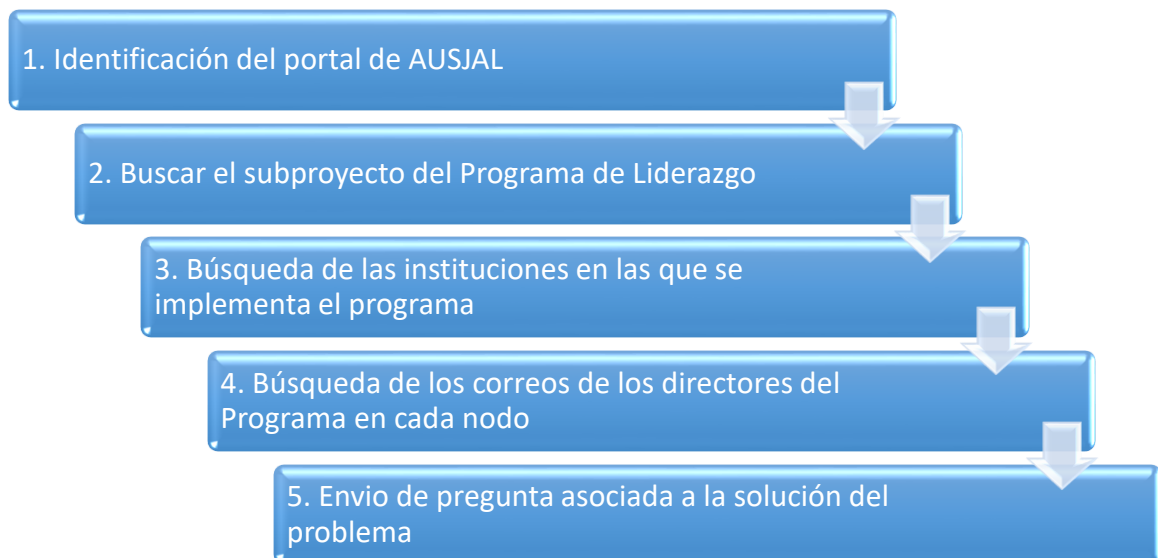 1. Identificación del portal de AUSJAL
2. Buscar el subproyecto del Programa de Liderazgo
3. Búsqueda de las instituciones en las que se
implementa el programa
4. Búsqueda de los correos de los directores del
Programa en cada nodo
5. Envio de pregunta asociada a la solución del
problema